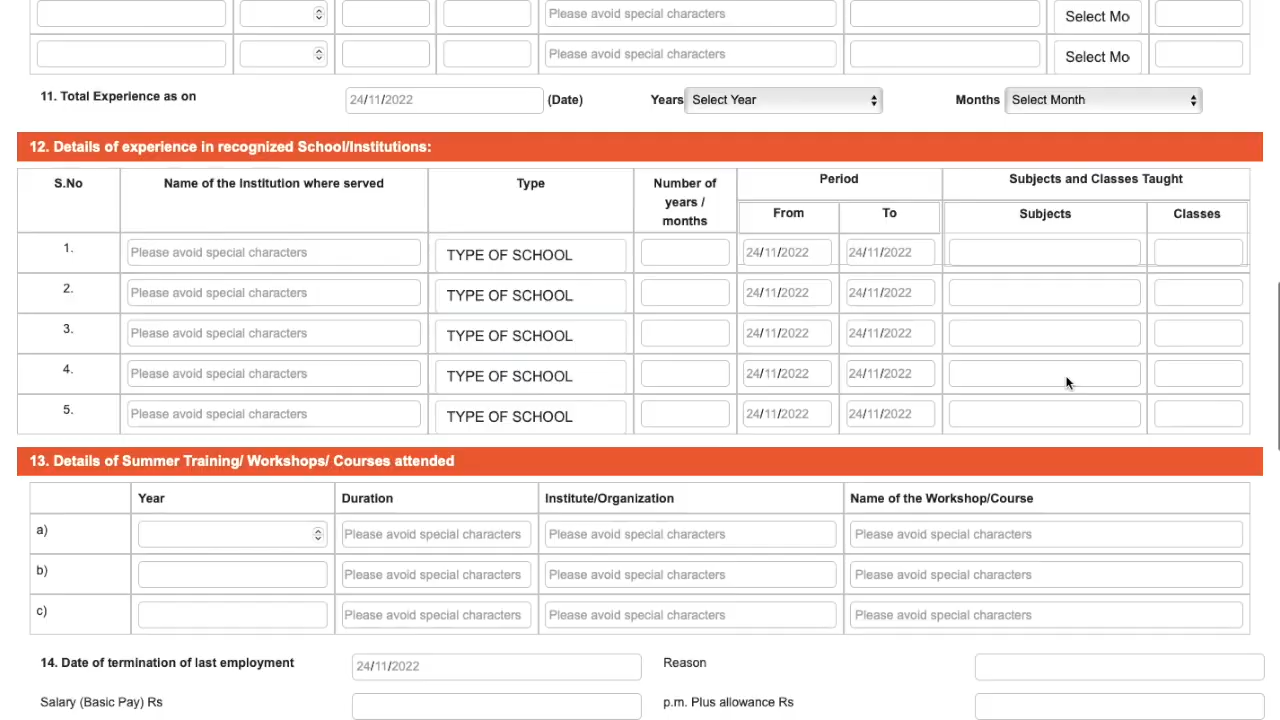 Please avoid special characters Select Mo
Please avoid special characters Select Mo
11. Total Experience as on 24/11/2022 (Date) Years Select Year Months Select Month
12. Details of experience in recognized School/Institutions:
S.No Name of the Institution where served Type Number of years / months Period Subjects and Classes Taught
From To Subjects Classes
1. Please avoid special characters TYPE OF SCHOOL 24/11/2022 24/11/2022
2. Please avoid special characters TYPE OF SCHOOL 24/11/2022 24/11/2022
3. Please avoid special characters TYPE OF SCHOOL 24/11/2022 24/11/2022
4. Please avoid special characters TYPE OF SCHOOL 24/11/2022 24/11/2022
5. Please avoid special characters TYPE OF SCHOOL 24/11/2022 24/11/2022
13. Details of Summer Training/ Workshops/ Courses attended
Year Duration Institute/Organization Name of the Workshop/Course
a) Please avoid special characters Please avoid special characters Please avoid special characters
b) Please avoid special characters Please avoid special characters Please avoid special characters
c) Please avoid special characters Please avoid special characters Please avoid special characters
14. Date of termination of last employment 24/11/2022 Reason
Salary (Basic Pay) Rs p.m. Plus allowance Rs